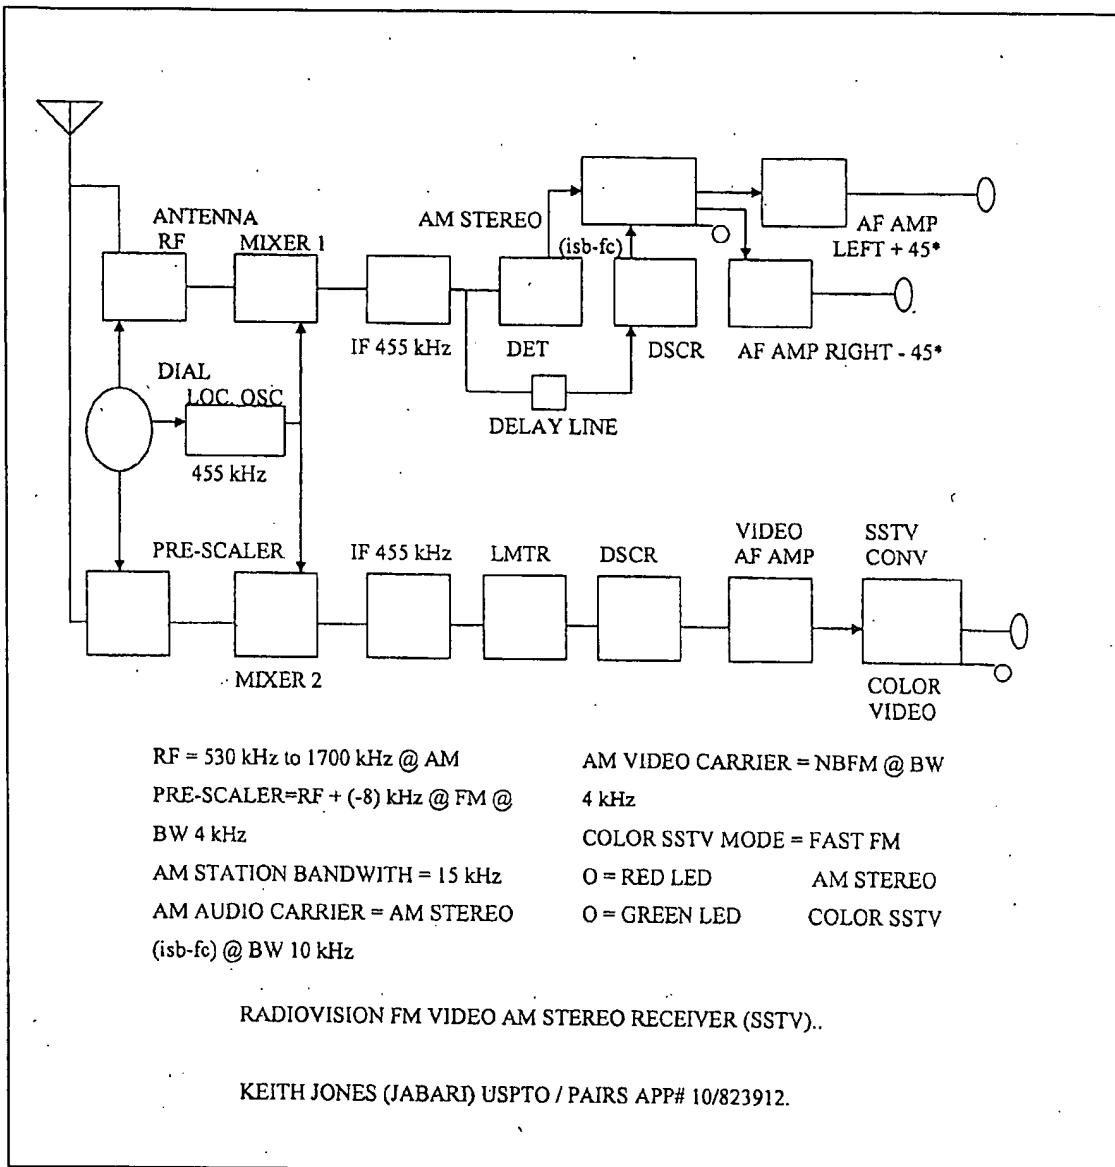 ANTENNA
RF
MIXER 1
AM STEREO
(isb-fc)
AF AMP
LEFT + 45*
IF 455 kHz
DET
DSCR
AF AMP RIGHT - 45*
DIAL
LOC. OSC
DELAY LINE
455 kHz
PRE-SCALER
IF 455 kHz
LMTR
DSCR
VIDEO
AF AMP
SSTV
CONV
MIXER 2
COLOR
VIDEO
RF = 530 kHz to 1700 kHz @ AM
PRE-SCALER=RF + (-8) kHz @ FM @
BW 4 kHz
AM STATION BANDWITH = 15 kHz
AM AUDIO CARRIER = AM STEREO
(isb-fc) @ BW 10 kHz
AM VIDEO CARRIER = NBFM @ BW
4 kHz
COLOR SSTV MODE = FAST FM
O = RED LED AM STEREO
O = GREEN LED COLOR SSTV
RADIOVISION FM VIDEO AM STEREO RECEIVER (SSTV)..
KEITH JONES (JABARI) USPTO / PAIRS APP# 10/823912.